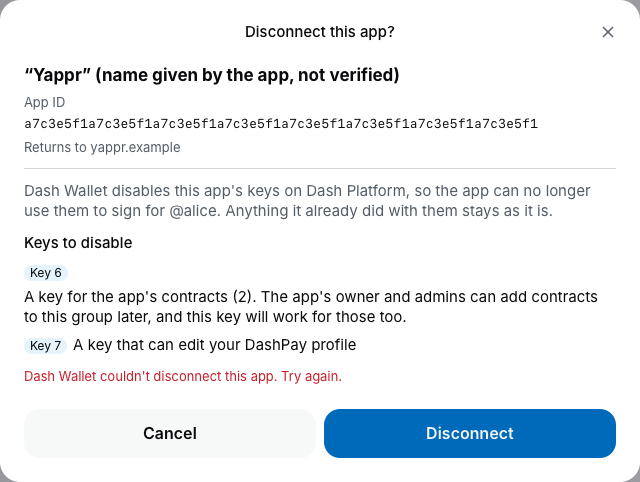 Disconnect this app?
“Yappr” (name given by the app, not verified)
App ID
a7c3e5f1a7c3e5f1a7c3e5f1a7c3e5f1a7c3e5f1a7c3e5f1a7c3e5f1a7c3e5f1
Returns to yappr.example
Dash Wallet disables this app's keys on Dash Platform, so the app can no longer
use them to sign for @alice. Anything it already did with them stays as it is.
Keys to disable
Key 6
A key for the app's contracts (2). The app's owner and admins can add contracts
to this group later, and this key will work for those too.
Key 7 A key that can edit your DashPay profile
Dash Wallet couldn't disconnect this app. Try again.
Cancel
Disconnect